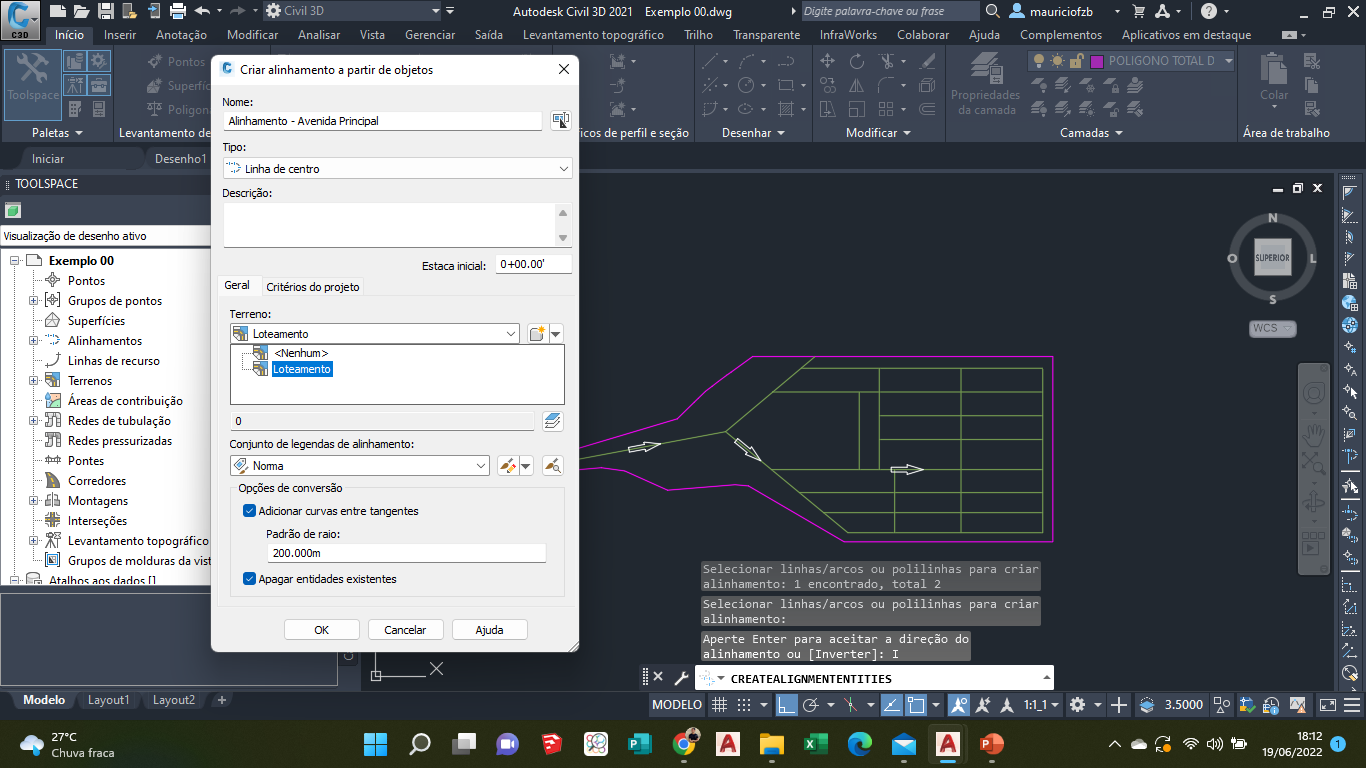 C3D
Civil 3D
Autodesk Civil 3D 2021 Exemplo 00.dwg
Digite palavra-chave ou frase
mauriciofzb
Início Inserir Anotação Modificar Analisar Vista Gerenciar Saída Levantamento topográfico Trilho Transparente InfraWorks Colaborar Ajuda Complementos Aplicativos em destaque
Toolspace
Pontos
Superfíci
Polígon
Paletas
Levantamento de
icos de perfil e seção
Desenhar
Modificar
Propriedades
da camada
POLIGONO TOTAL D
Camadas
Colar
Área de trabalho
Iniciar
Desenho1
TOOLSPACE
Visualização de desenho ativo
Exemplo 00
Pontos
Grupos de pontos
Superfícies
Alinhamentos
Linhas de recurso
Terrenos
Áreas de contribuição
Redes de tubulação
Redes pressurizadas
Pontes
Corredores
Montagens
Interseções
Levantamento topográfico
Grupos de molduras da vist
Atalhos aos dados []
Criar alinhamento a partir de objetos
Nome:
Alinhamento - Avenida Principal
Tipo:
Linha de centro
Descrição:
Estaca inicial:
0+00.00'
Geral
Critérios do projeto
Terreno:
Loteamento
<Nenhum>
Loteamento
0
Conjunto de legendas de alinhamento:
Noma
Opções de conversão
Adicionar curvas entre tangentes
Padrão de raio:
200.000m
Apagar entidades existentes
OK
Cancelar
Ajuda
N
O
SUPERIOR
L
S
WCS
Selecionar linhas/arcos ou polilinhas para criar
alinhamento: 1 encontrado, total 2
Selecionar linhas/arcos ou polilinhas para criar
alinhamento:
Aperte Enter para aceitar a direção do
alinhamento ou [Inverter]: I
CREATEALIGNMENTENTITIES
X
Modelo
Layout1
Layout2
+
MODELO
1:1_1
3.5000
27°C
Chuva fraca
18:12
19/06/2022
1